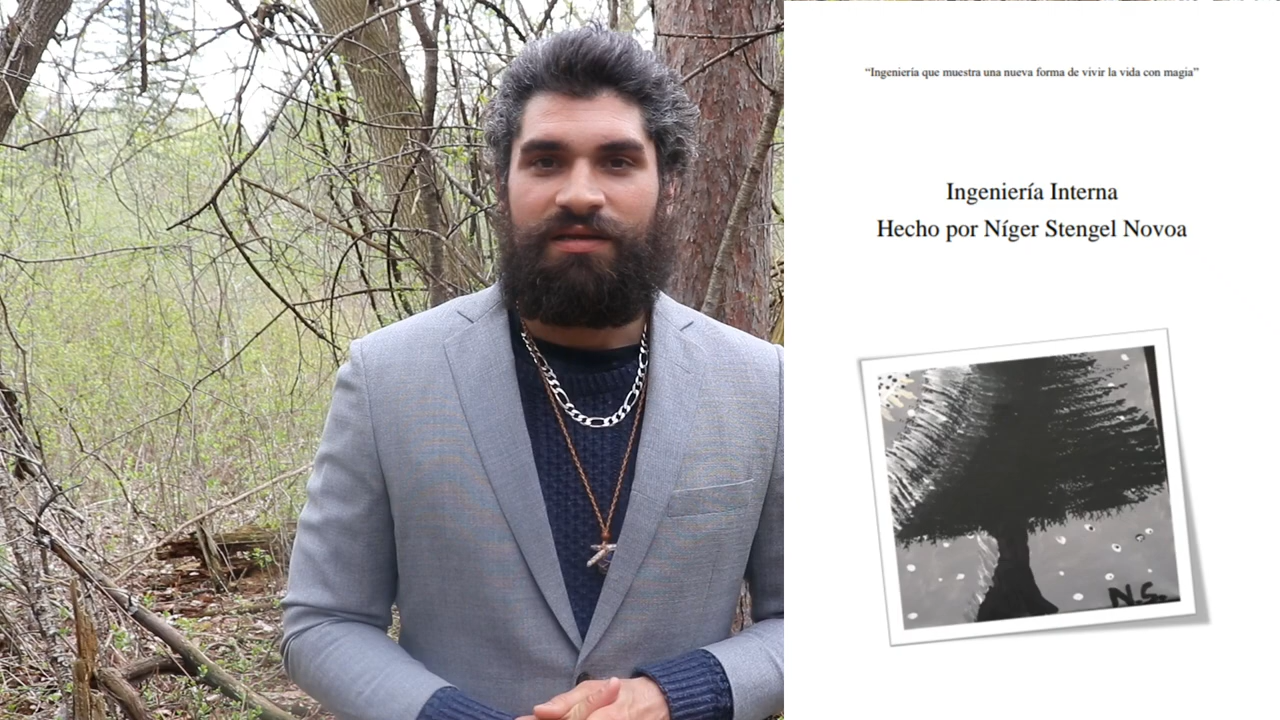 “Ingeniería que muestra una nueva forma de vivir la vida con magia”
Ingeniería Interna
Hecho por Níger Stengel Novoa
N.S.